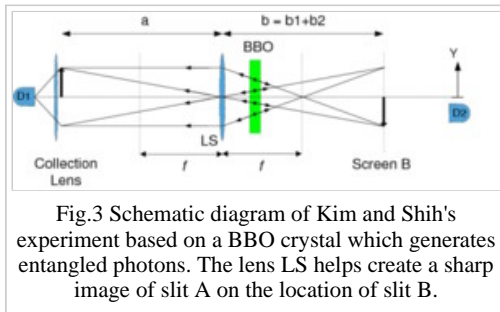 a
b = b1+b2
BBO
Y
D1
D2
LS
Collection
Lens
f
f
Screen B
Fig.3 Schematic diagram of Kim and Shih's
experiment based on a BBO crystal which generates
entangled photons. The lens LS helps create a sharp
image of slit A on the location of slit B.